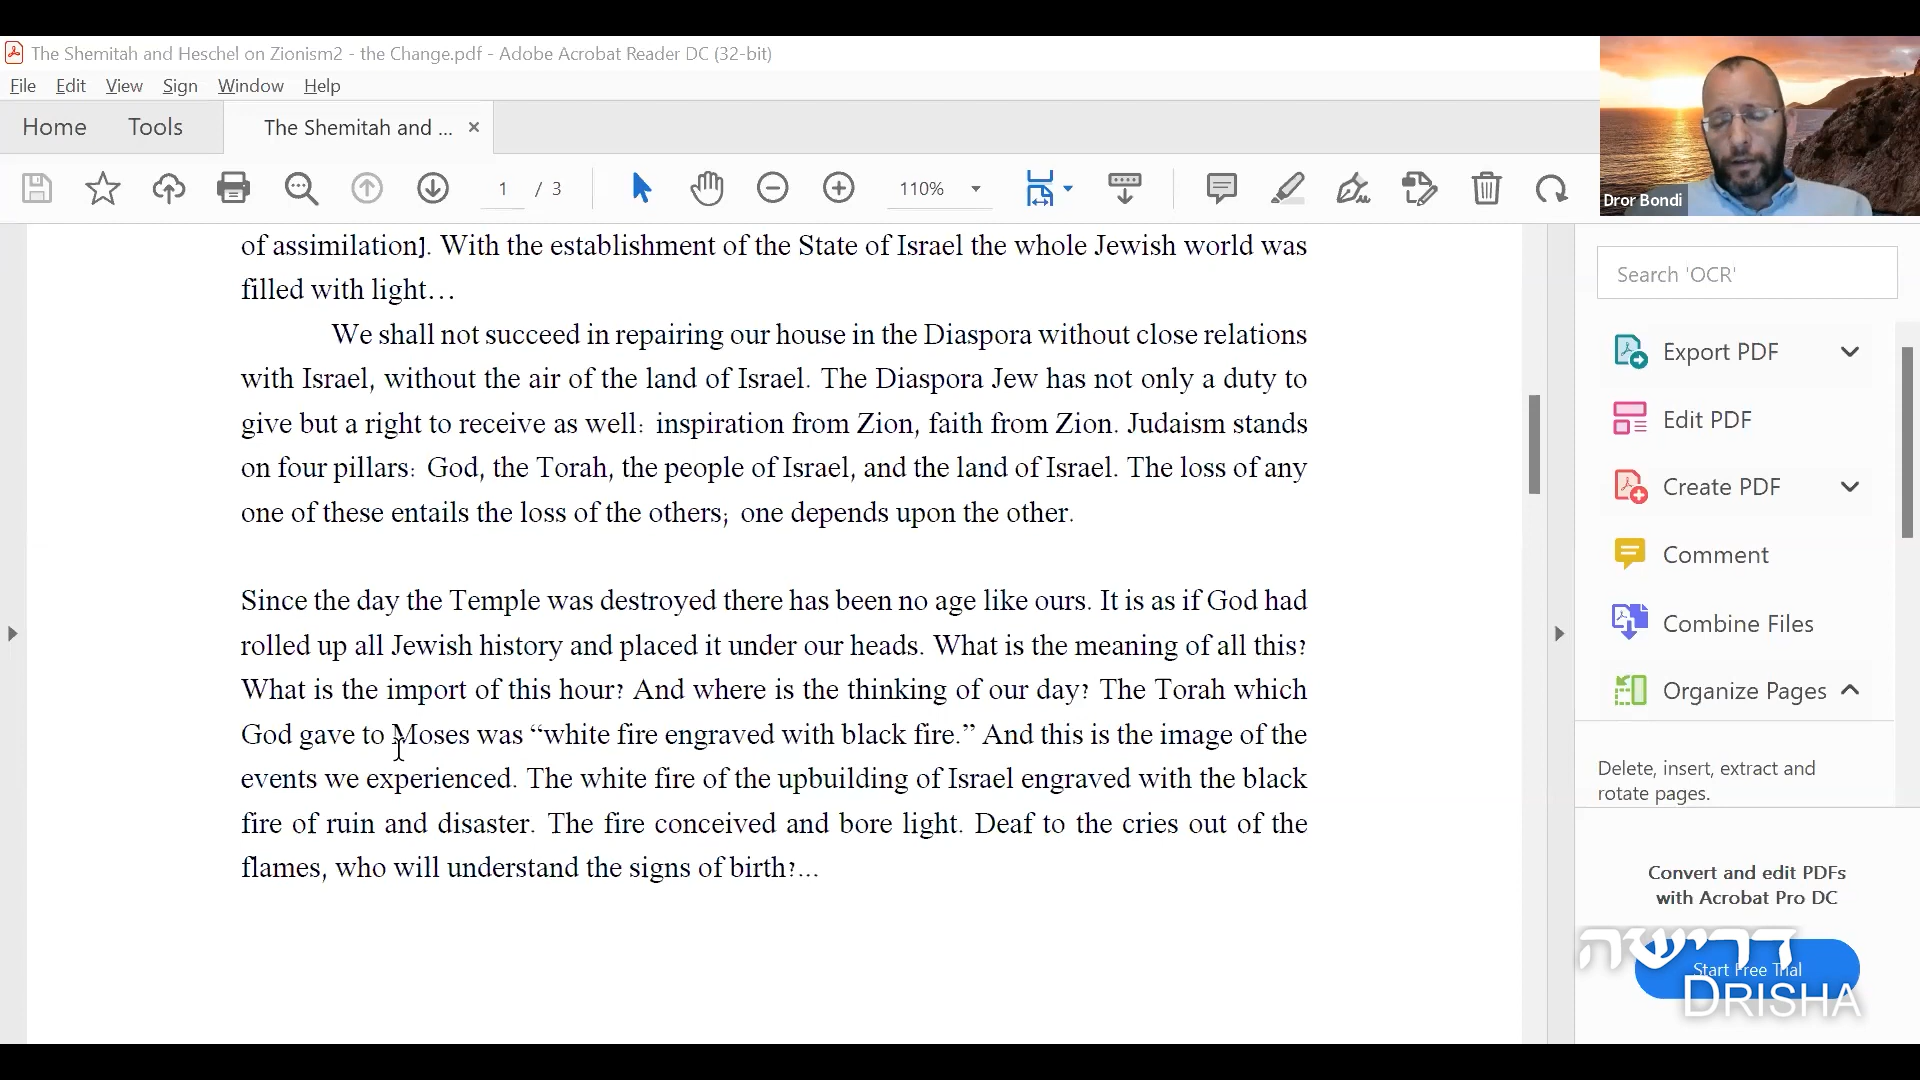 The Shemitah and Heschel on Zionism2 - the Change.pdf - Adobe Acrobat Reader DC (32-bit)
File Edit View Sign Window Help
Home Tools The Shemitah and ... ×
1 / 3 110%
Dror Bondi
of assimilation]. With the establishment of the State of Israel the whole Jewish world was
filled with light…
We shall not succeed in repairing our house in the Diaspora without close relations
with Israel, without the air of the land of Israel. The Diaspora Jew has not only a duty to
give but a right to receive as well: inspiration from Zion, faith from Zion. Judaism stands
on four pillars: God, the Torah, the people of Israel, and the land of Israel. The loss of any
one of these entails the loss of the others; one depends upon the other.
Since the day the Temple was destroyed there has been no age like ours. It is as if God had
rolled up all Jewish history and placed it under our heads. What is the meaning of all this?
What is the import of this hour? And where is the thinking of our day? The Torah which
God gave to Moses was “white fire engraved with black fire.” And this is the image of the
events we experienced. The white fire of the upbuilding of Israel engraved with the black
fire of ruin and disaster. The fire conceived and bore light. Deaf to the cries out of the
flames, who will understand the signs of birth?...
Search 'OCR'
Export PDF
Edit PDF
Create PDF
Comment
Combine Files
Organize Pages
Delete, insert, extract and
rotate pages.
Convert and edit PDFs
with Acrobat Pro DC
Start Free Trial
דרישה
DRISHA